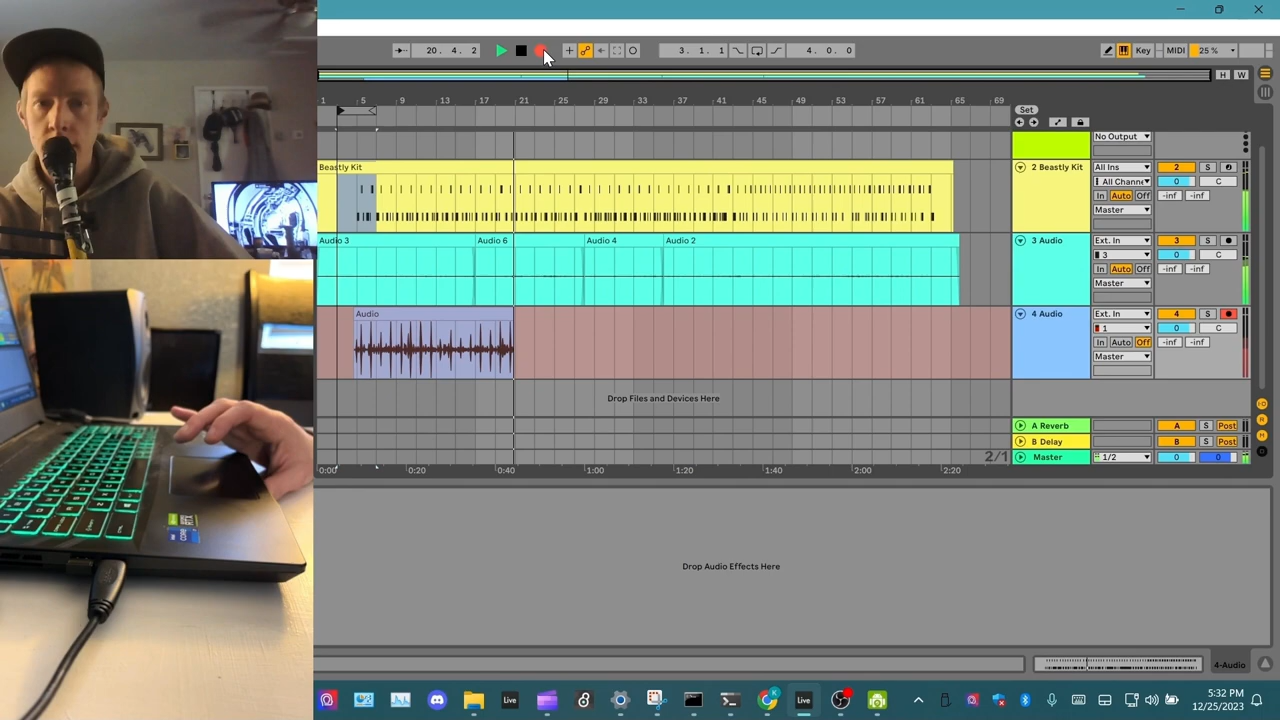 20 . 4 . 2
3 . 1 . 1
4 . 0 . 0
Key
MIDI
25 %
H W
1 5 9 13 17 21 25 29 33 37 41 45 49 53 57 61 65 69
Set
No Output
Beastly Kit
2 Beastly Kit
All Ins
2
S
All Channe
0
C
In Auto Off
-inf -inf
Master
Audio 3
Audio 6
Audio 4
Audio 2
3 Audio
Ext. In
3
S
3
0
C
In Auto Off
-inf -inf
Master
Audio
4 Audio
Ext. In
4
S
1
0
C
In Auto Off
-inf -inf
Master
Drop Files and Devices Here
A Reverb
A
S
Post
B Delay
B
S
Post
2/1
Master
1/2
0
0
0:00 0:20 0:40 1:00 1:20 1:40 2:00 2:20
Drop Audio Effects Here
4-Audio
Live
Live
5:32 PM
12/25/2023